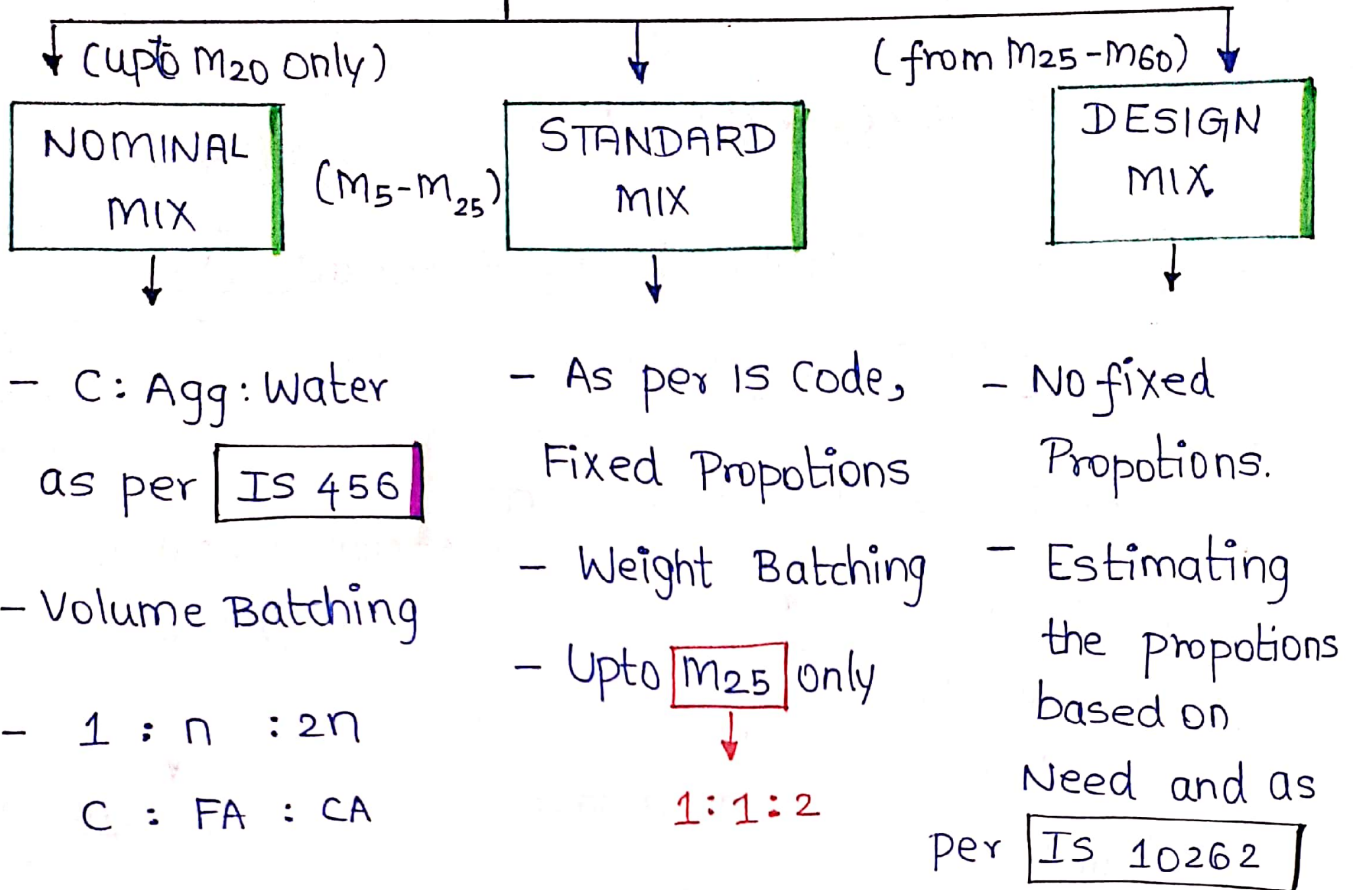 (upto M20 only)
(from M25-M60)
NOMINAL
MIX
(M5-M25)
STANDARD
MIX
DESIGN
MIX
- C: Agg: Water
as per IS 456
- Volume Batching
- 1 : n : 2n
C : FA : CA
- As per IS Code,
Fixed Propotions
- Weight Batching
- Upto M25 only
1:1:2
- No fixed
Propotions.
- Estimating
the propotions
based on
Need and as
per IS 10262